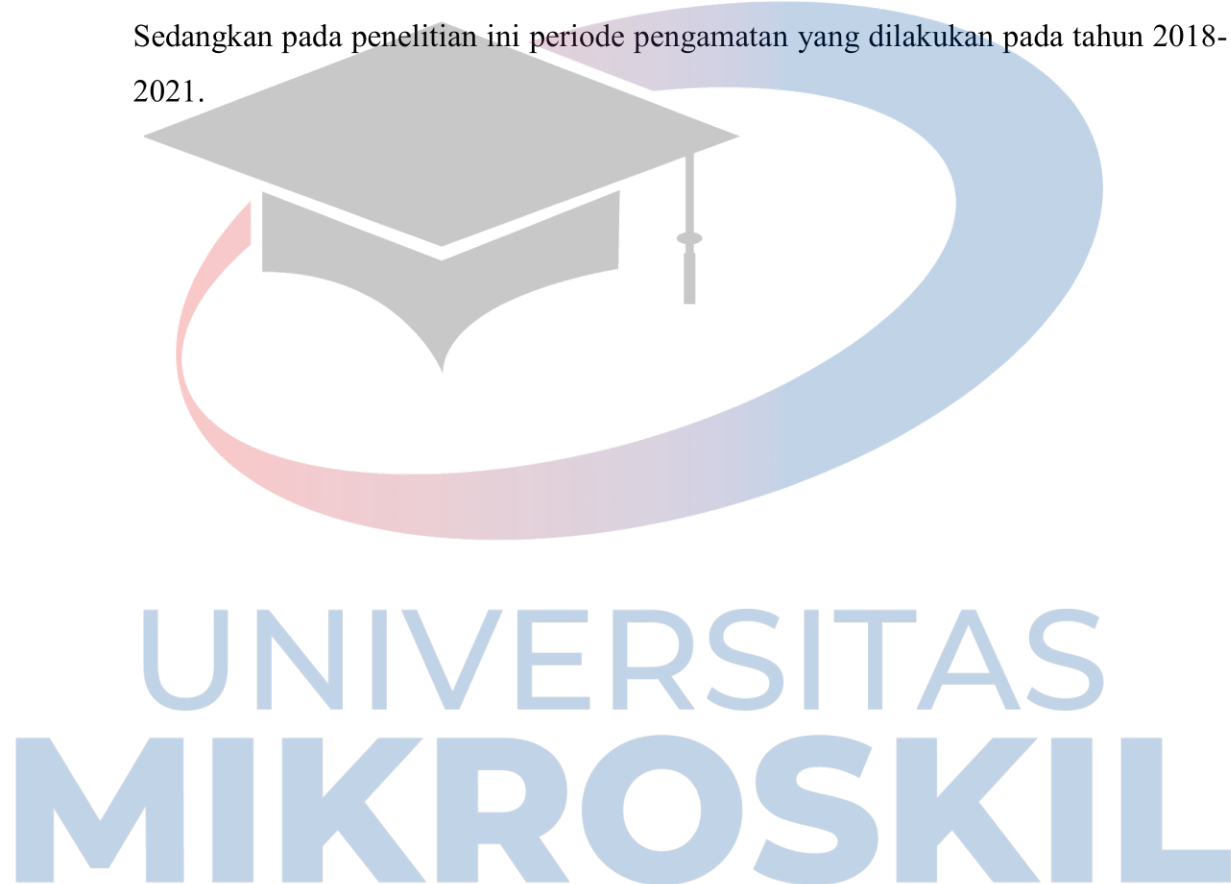 Sedangkan pada penelitian ini periode pengamatan yang dilakukan pada tahun 2018-
2021.
UNIVERSITAS
MIKROSKIL